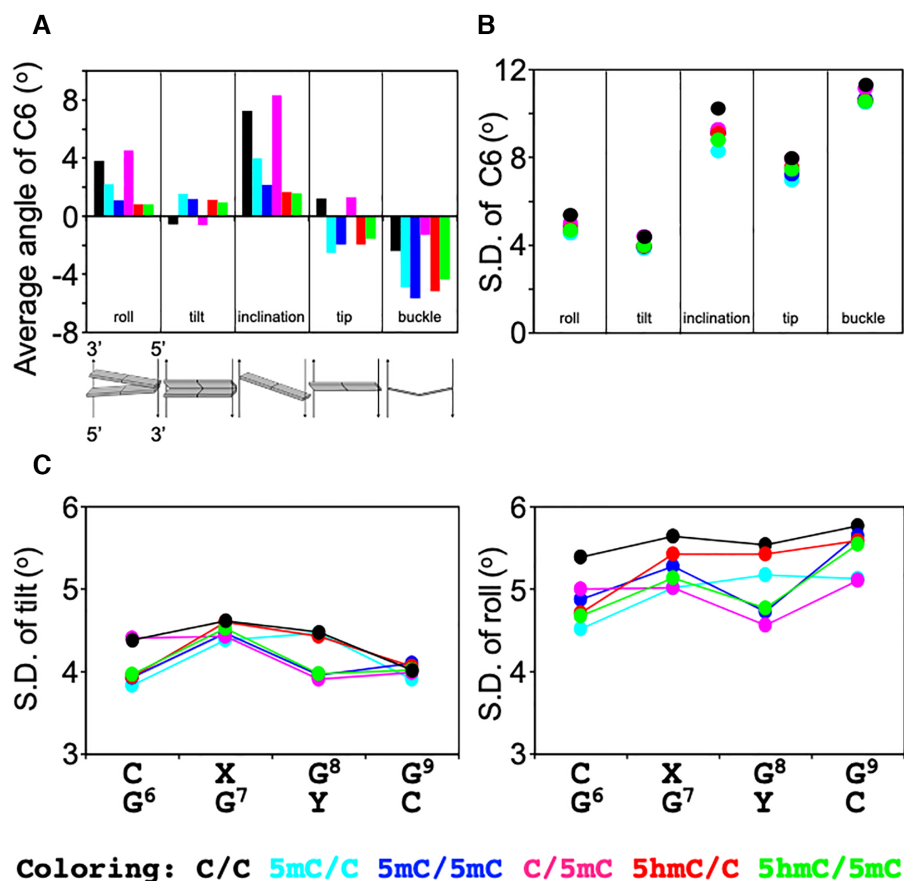 A
Average angle of C6 (°)
8
4
0
-4
-8
roll tilt inclination tip buckle
3’ 5’
5’ 3’
B
S.D. of C6 (°)
12
8
4
0
roll tilt inclination tip buckle
C
S.D. of tilt (°)
6
5
4
3
C X G8 G9
G6 G7 Y C
S.D. of roll (°)
6
5
4
3
C X G8 G9
G6 G7 Y C
Coloring: C/C 5mC/C 5mC/5mC C/5mC 5hmC/C 5hmC/5mC